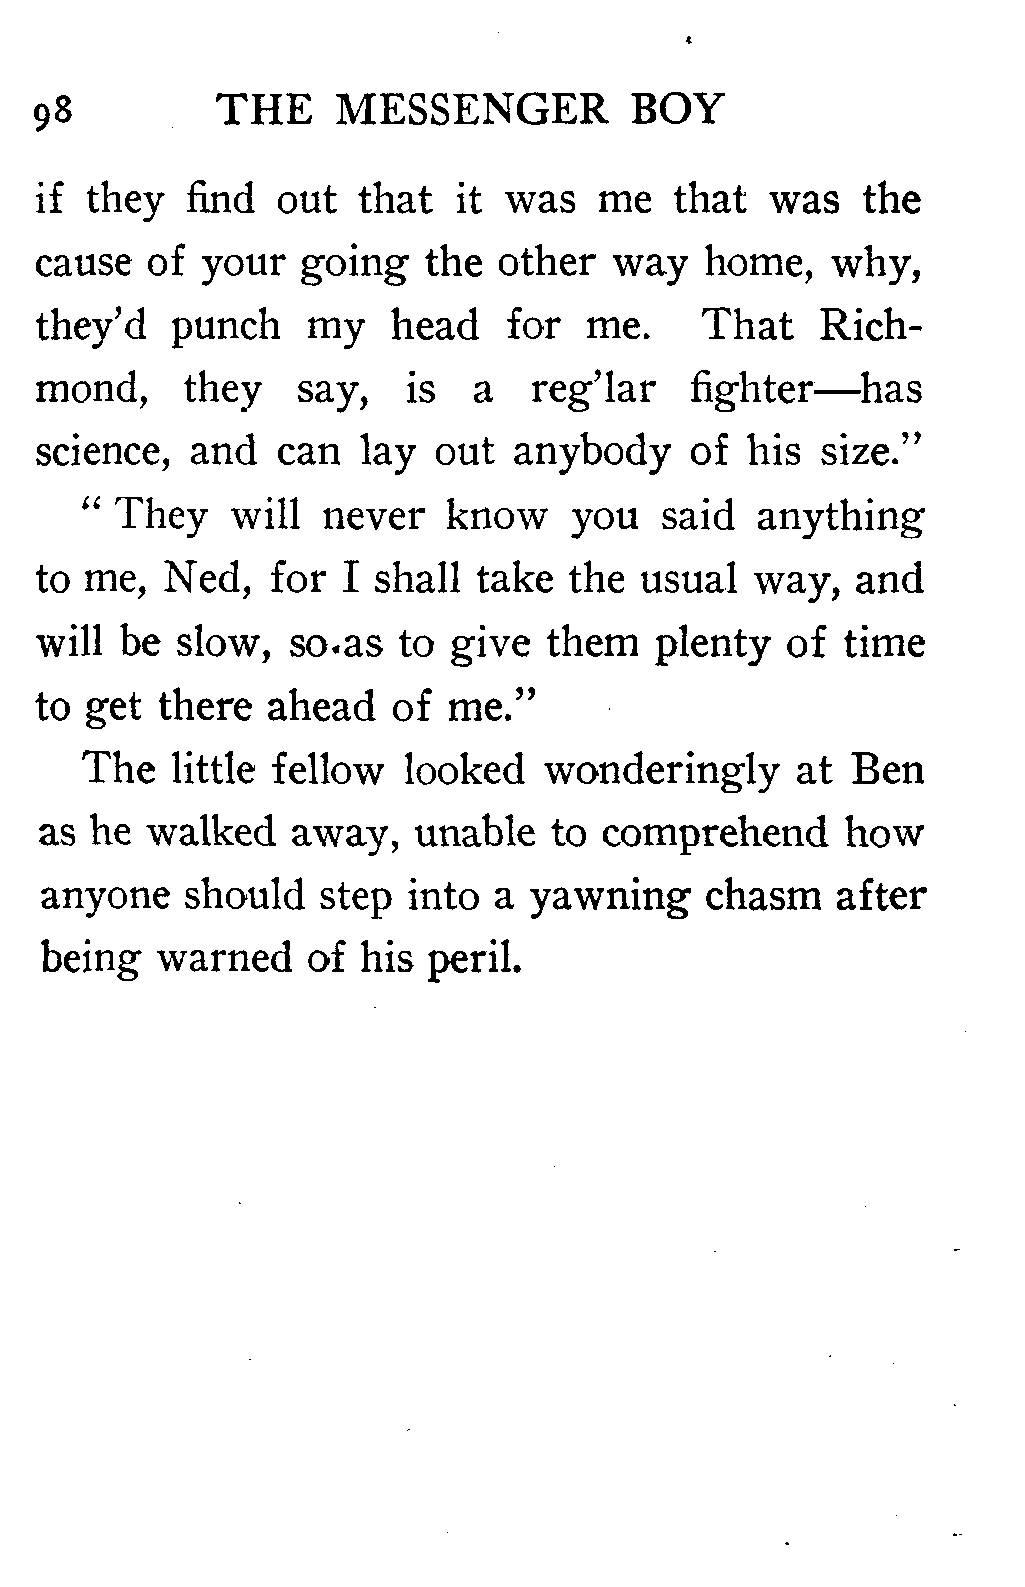 98 THE MESSENGER BOY
if they find out that it was me that was the
cause of your going the other way home, why,
they'd punch my head for me. That Rich-
mond, they say, is a reg'lar fighter—has
science, and can lay out anybody of his size."
" They will never know you said anything
to me, Ned, for I shall take the usual way, and
will be slow, so as to give them plenty of time
to get there ahead of me."
The little fellow looked wonderingly at Ben
as he walked away, unable to comprehend how
anyone should step into a yawning chasm after
being warned of his peril.